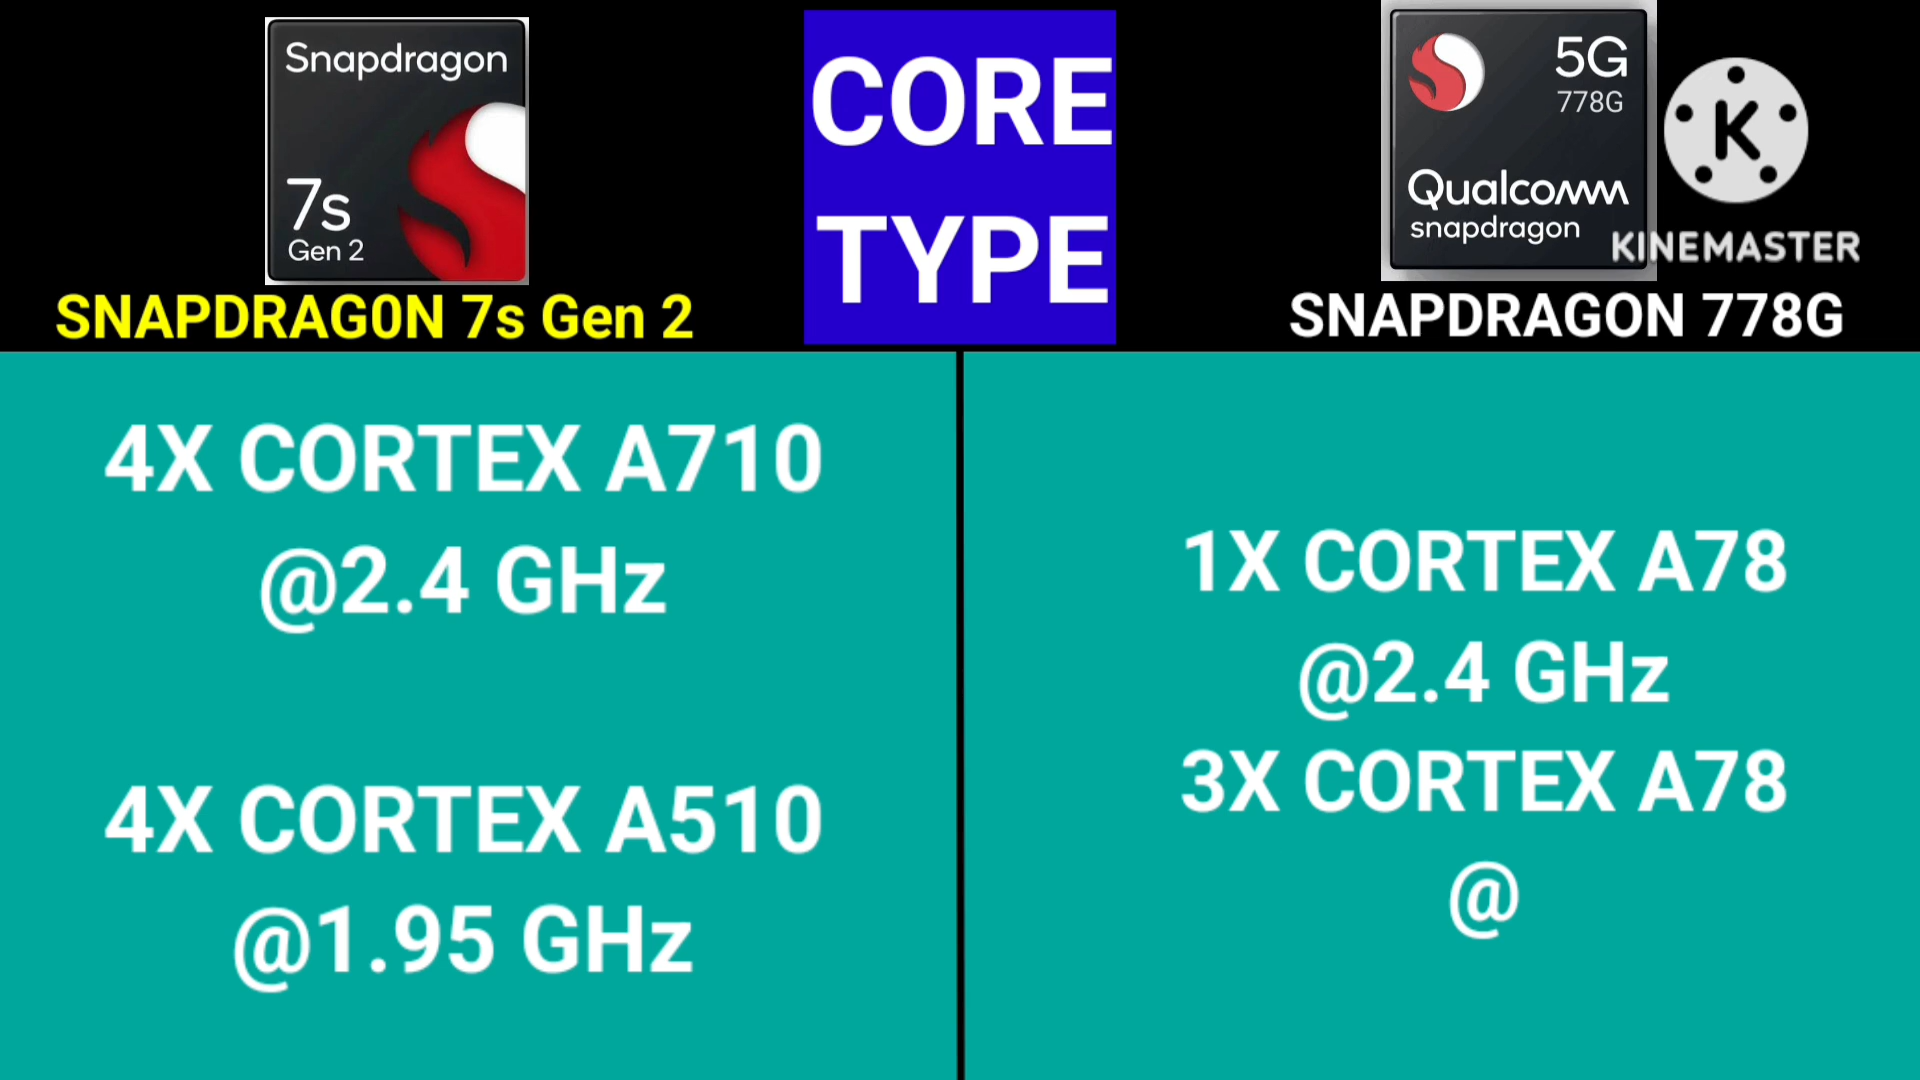 Snapdragon
7s
Gen 2
SNAPDRAG0N 7s Gen 2
CORE
TYPE
5G
778G
Qualcomm
snapdragon
K
KINEMASTER
SNAPDRAGON 778G
4X CORTEX A710
@2.4 GHz
4X CORTEX A510
@1.95 GHz
1X CORTEX A78
@2.4 GHz
3X CORTEX A78
@